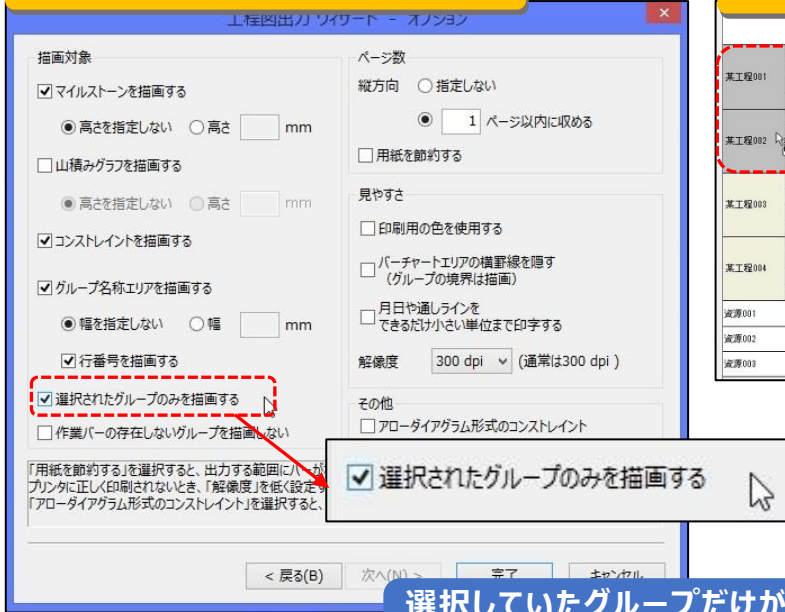 工程図出力 ウィザード - オプション
描画対象
マイルストーンを描画する
高さを指定しない 高さ mm
山積みグラフを描画する
高さを指定しない 高さ mm
コンストレイントを描画する
グループ名称エリアを描画する
幅を指定しない 幅 mm
行番号を描画する
選択されたグループのみを描画する
作業バーの存在しないグループを描画しない
ページ数
縦方向 指定しない
1 ページ以内に収める
用紙を節約する
見やすさ
印刷用の色を使用する
バーチャートエリアの横罫線を隠す
(グループの境界は描画)
月日や通しラインを
できるだけ小さい単位まで印字する
解像度 300 dpi (通常は300 dpi )
その他
アローダイアグラム形式のコンストレイント
「用紙を節約する」を選択すると、出力する範囲にバーが
プリンタに正しく印刷されないとき、「解像度」を低く設定す
「アローダイアグラム形式のコンストレイント」を選択すると、
選択されたグループのみを描画する
< 戻る(B) 次へ(N) > 完了 キャンセル
選択していたグループだけが
某工程001
某工程002
某工程003
某工程004
資源001
資源002
資源003